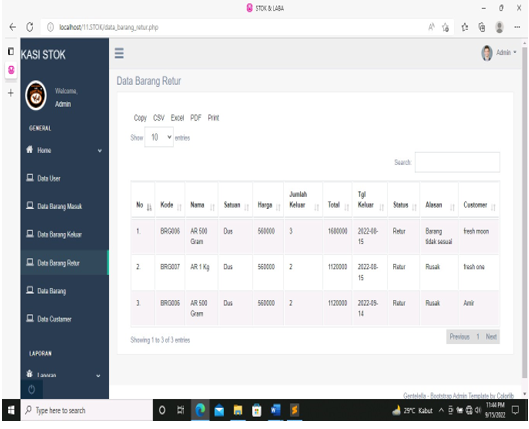 STOK & LABA
localhost/11.STOK/data_barang_retur.php
KASI STOK
Admin
Welcome,
Admin
GENERAL
Home
Data User
Data Barang Masuk
Data Barang Keluar
Data Barang Retur
Data Barang
Data Customer
LAPORAN
Laporan
Data Barang Retur
Copy CSV Excel PDF Print
Show 10 entries
Search:
No Kode Nama Satuan Harga Jumlah Keluar Total Tgl Keluar Status Alasan Customer
1. BRG006 AR 500 Gram Dus 560000 3 1680000 2022-08-15 Retur Barang tidak sesuai fresh moon
2. BRG007 AR 1 Kg Dus 560000 2 1120000 2022-08-15 Retur Rusak fresh one
3. BRG006 AR 500 Gram Dus 560000 2 1120000 2022-09-14 Retur Rusak Amir
Showing 1 to 3 of 3 entries
Previous 1 Next
Gentelella - Bootstrap Admin Template by Colorlib
Type here to search
29°C Kabut
11:44 PM
9/13/2022